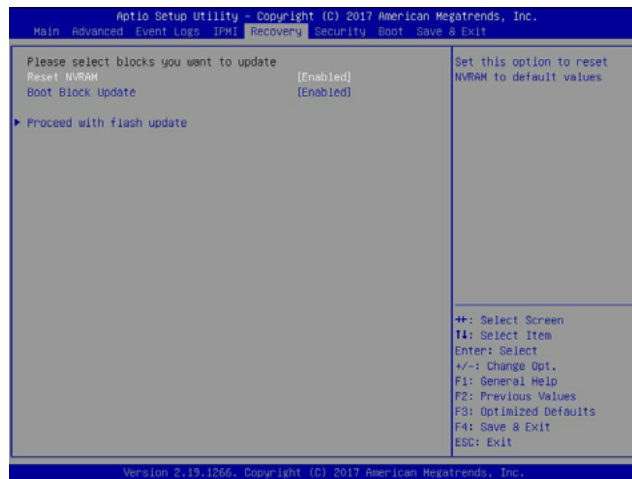 Aptio Setup Utility - Copyright (C) 2017 American Megatrends, Inc.
Main Advanced Event Logs IPMI Recovery Security Boot Save & Exit
Please select blocks you want to update
Reset NVRAM [Enabled]
Boot Block Update [Enabled]
Proceed with flash update
Set this option to reset
NVRAM to default values
++: Select Screen
↑↓: Select Item
Enter: Select
+/-: Change Opt.
F1: General Help
F2: Previous Values
F3: Optimized Defaults
F4: Save & Exit
ESC: Exit
Version 2.19.1266. Copyright (C) 2017 American Megatrends, Inc.